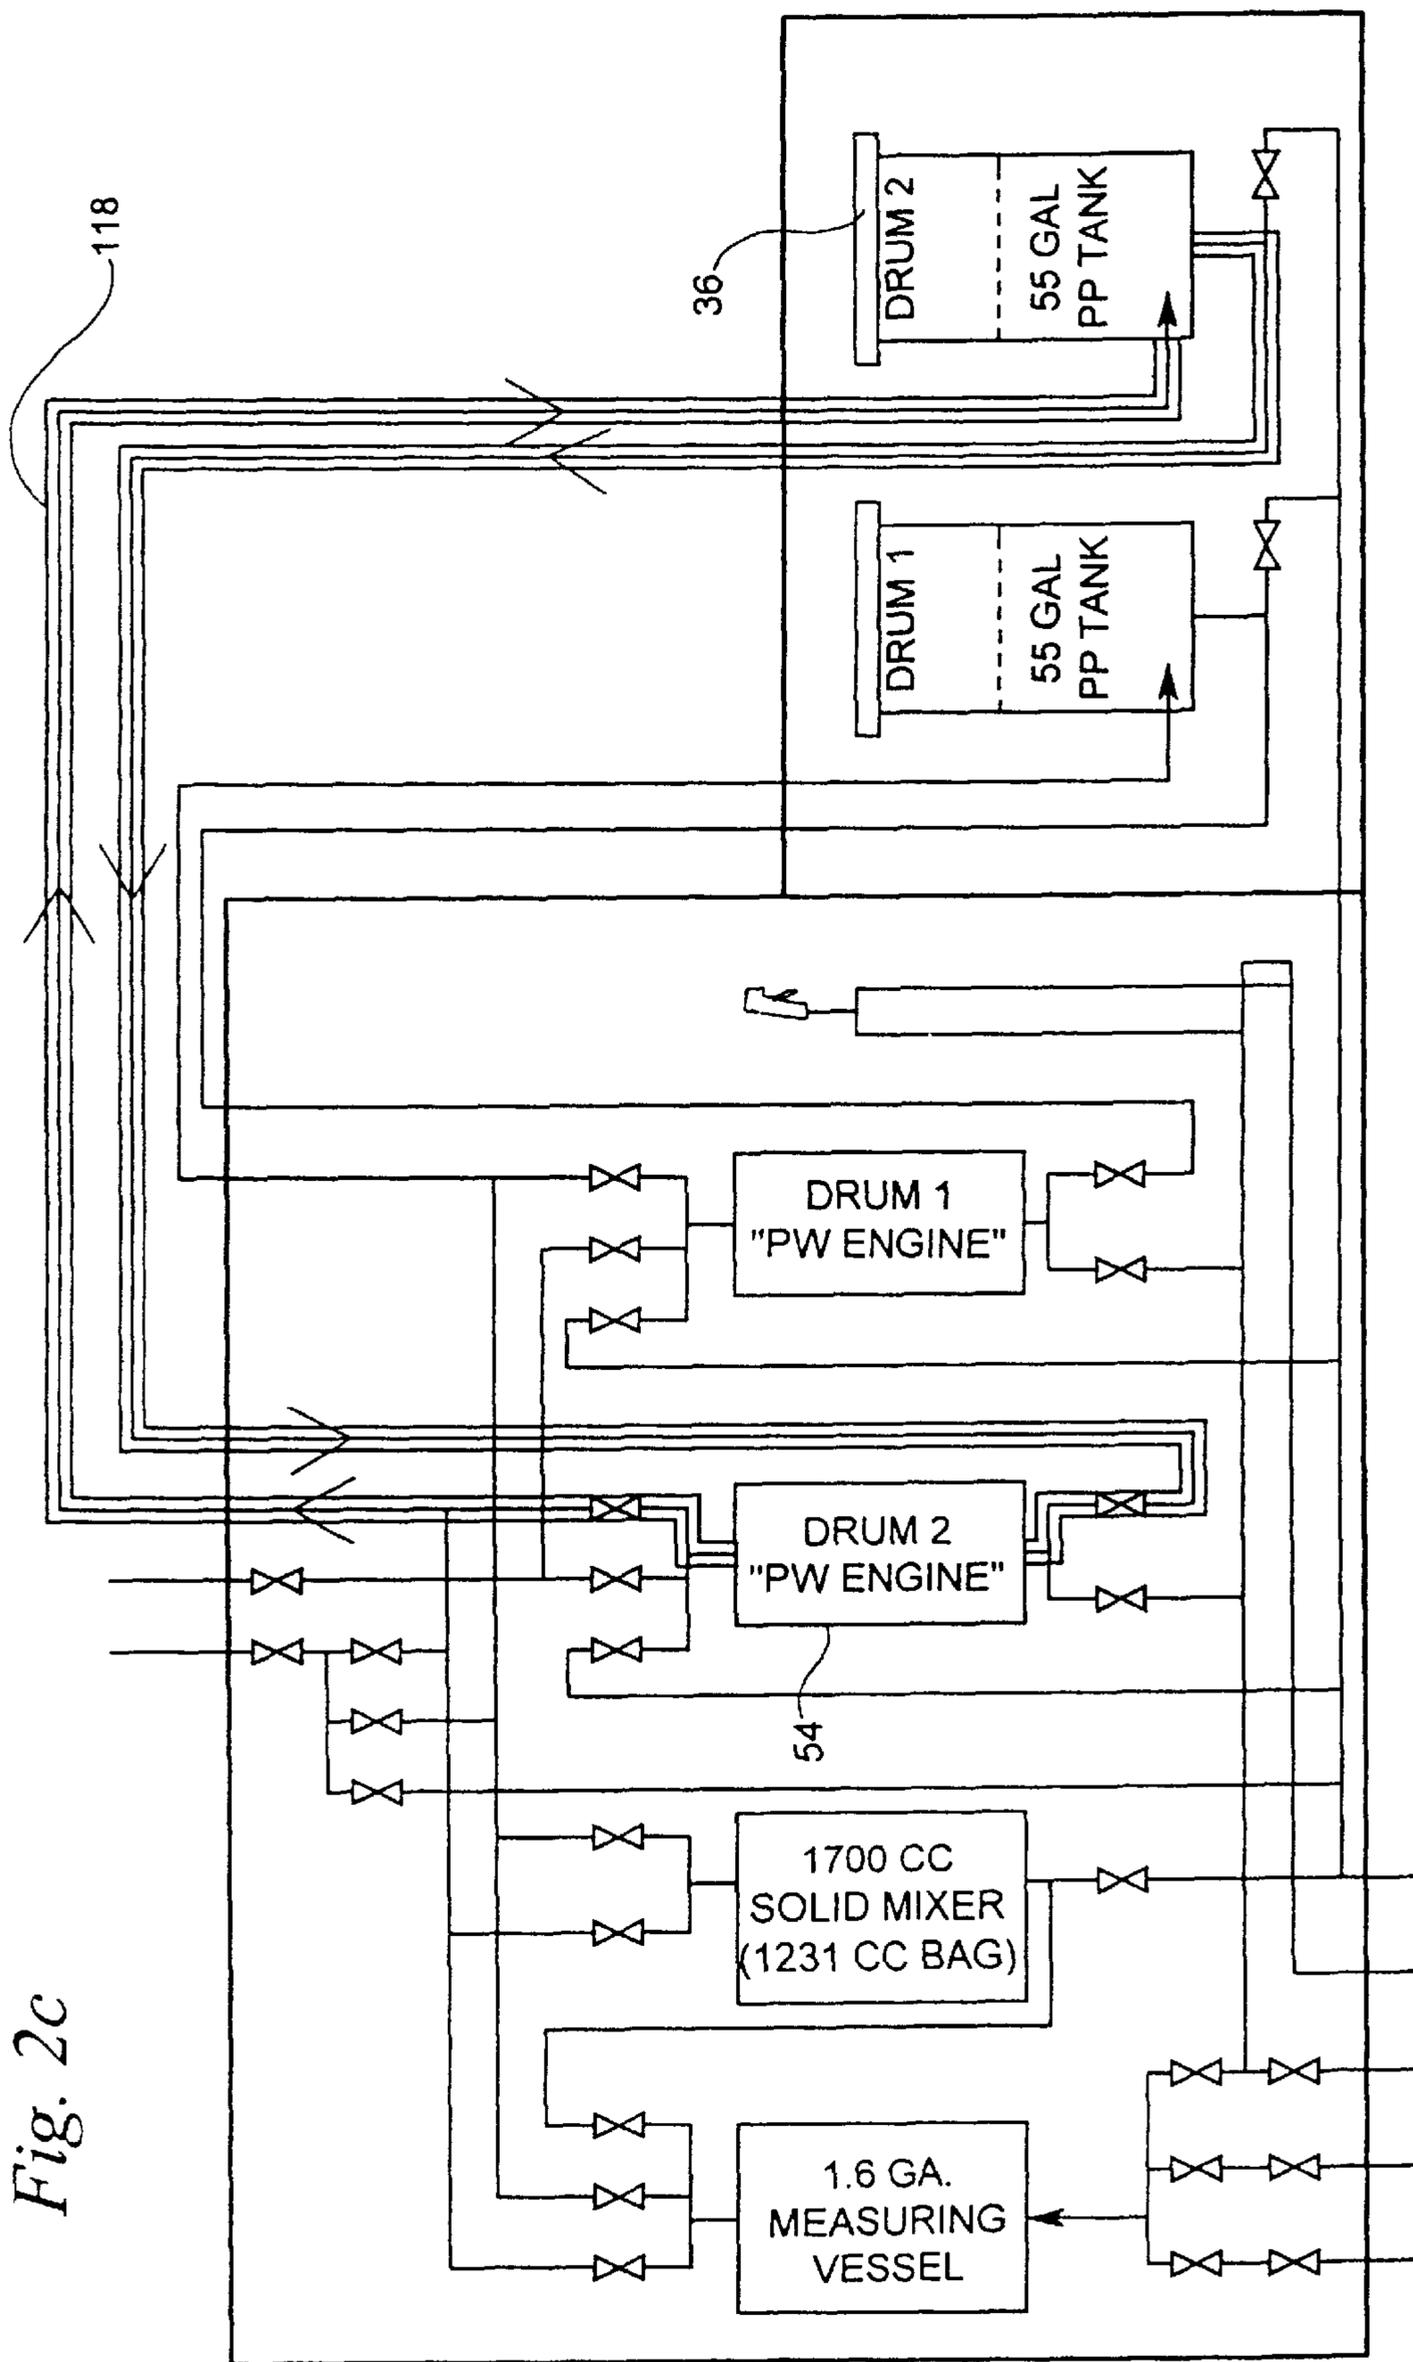 Fig. 2c
118
36
DRUM 2
55 GAL
PP TANK
DRUM 1
55 GAL
PP TANK
DRUM 1
"PW ENGINE"
DRUM 2
"PW ENGINE"
54
1700 CC
SOLID MIXER
(1231 CC BAG)
1.6 GA.
MEASURING
VESSEL